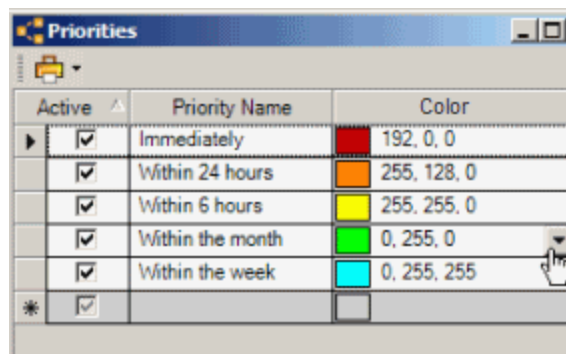 Priorities
Active Priority Name Color
Immediately 192, 0, 0
Within 24 hours 255, 128, 0
Within 6 hours 255, 255, 0
Within the month 0, 255, 0
Within the week 0, 255, 255